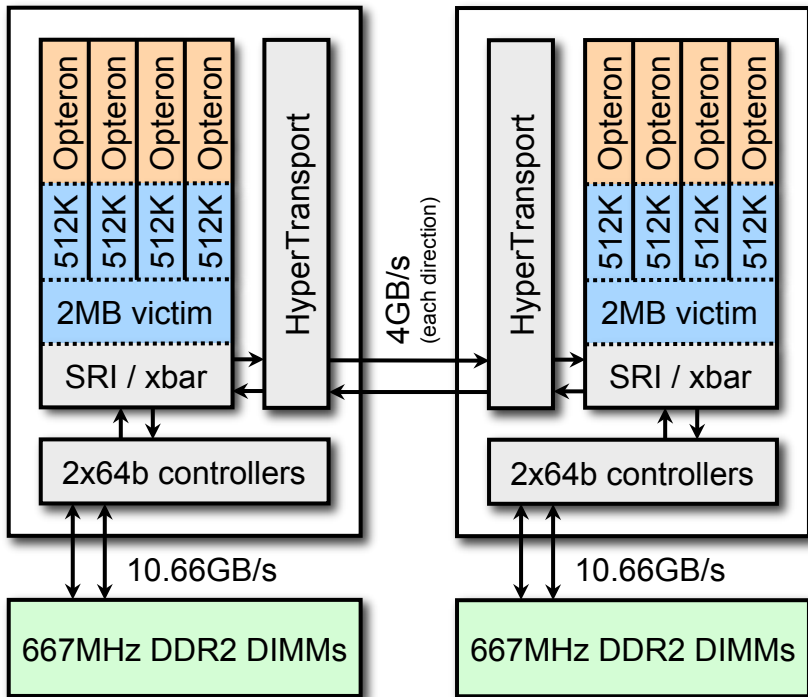 Opteron
Opteron
Opteron
Opteron
512K
512K
512K
512K
2MB victim
SRI / xbar
HyperTransport
2x64b controllers
10.66GB/s
667MHz DDR2 DIMMs
4GB/s
(each direction)
HyperTransport
Opteron
Opteron
Opteron
Opteron
512K
512K
512K
512K
2MB victim
SRI / xbar
2x64b controllers
10.66GB/s
667MHz DDR2 DIMMs